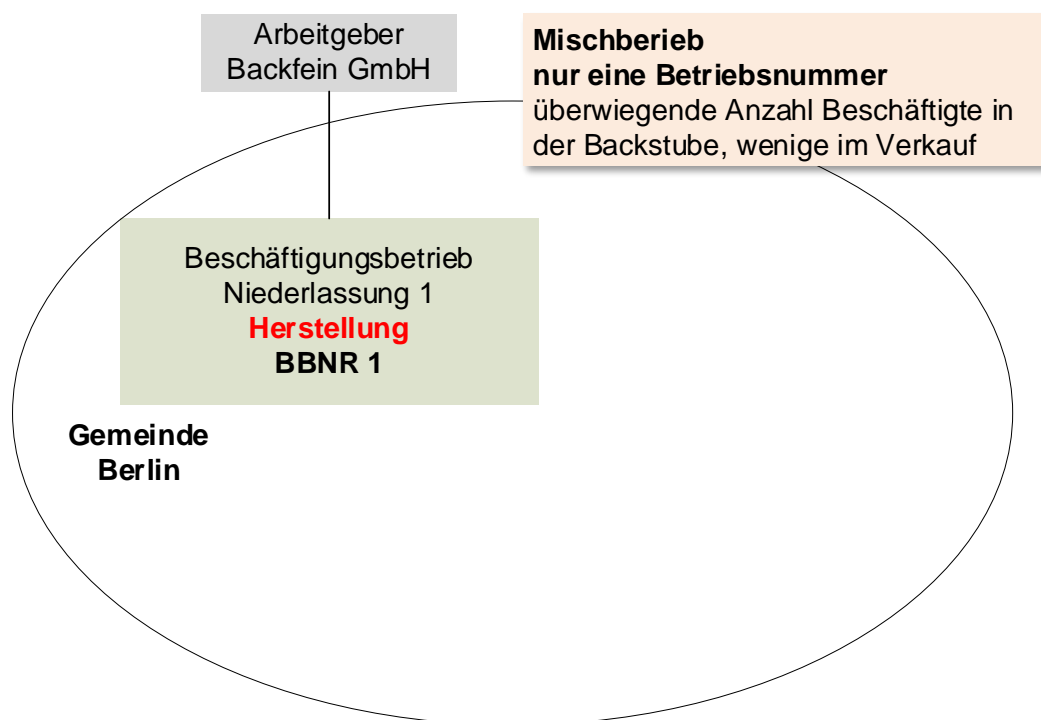 Arbeitgeber
Backfein GmbH
Mischberieb
nur eine Betriebsnummer
überwiegende Anzahl Beschäftigte in
der Backstube, wenige im Verkauf
Beschäftigungsbetrieb
Niederlassung 1
Herstellung
BBNR 1
Gemeinde
Berlin